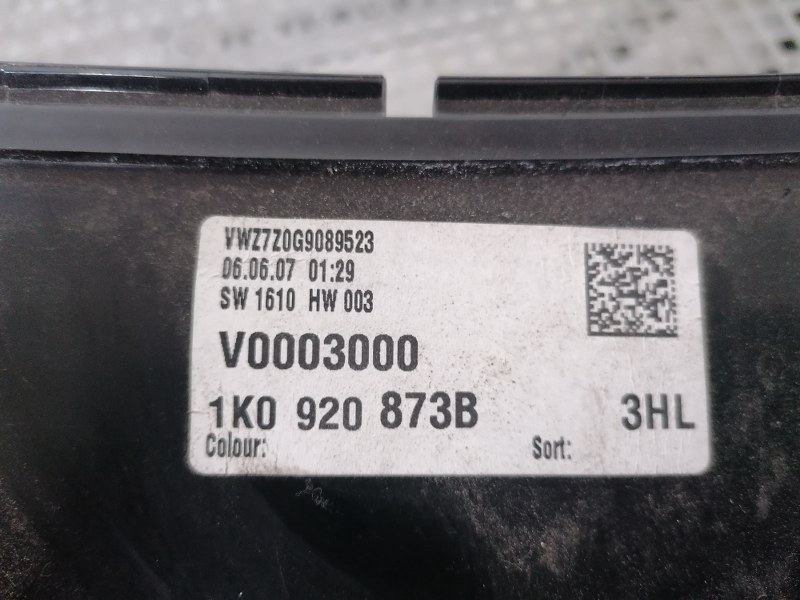 VWZ7Z0G9089523
06.06.07 01:29
SW 1610 HW 003
V0003000
1K0 920 873B 3HL
Colour: Sort: